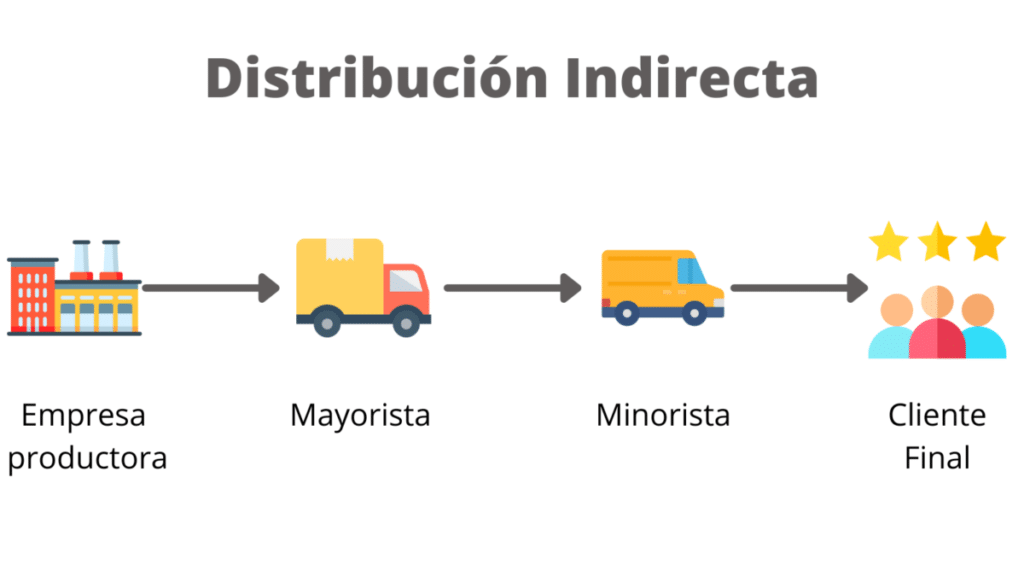 Distribución Indirecta
Empresa
productora
Mayorista
Minorista
Cliente
Final